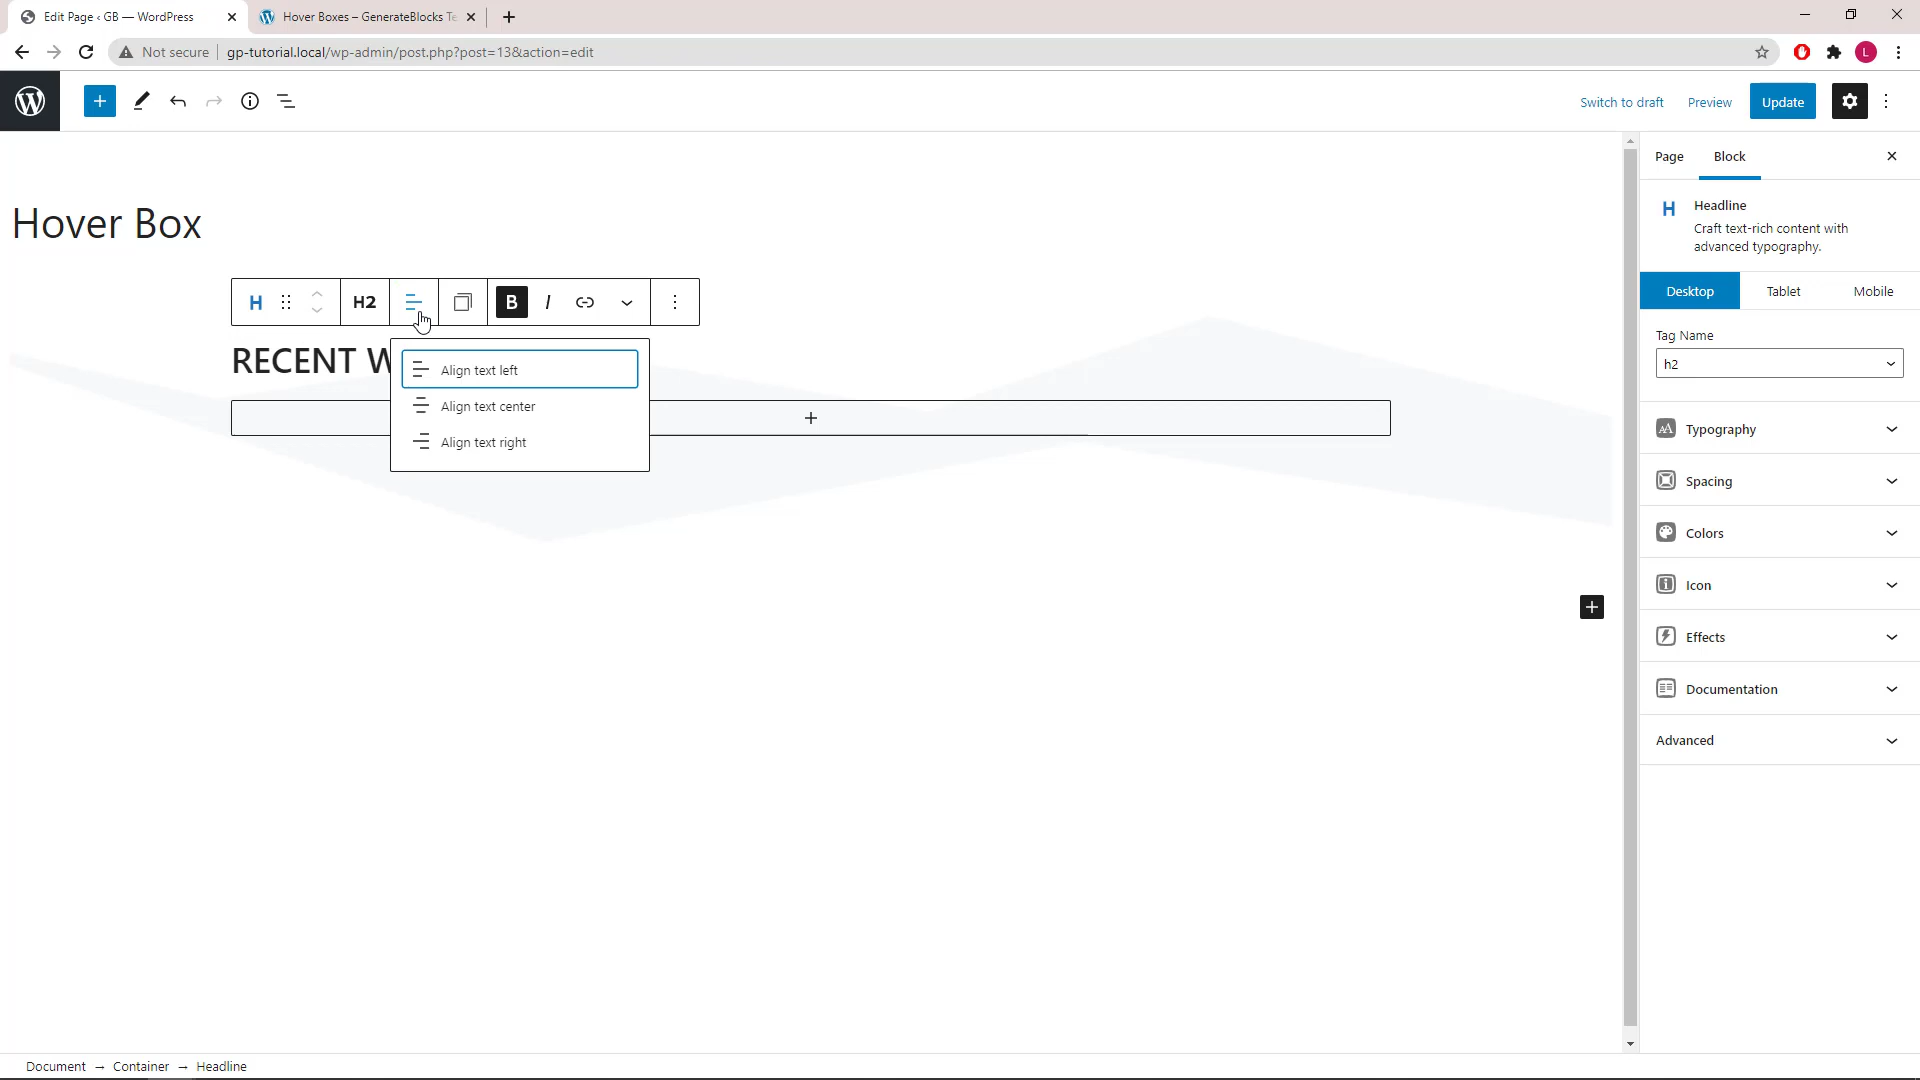 Edit Page ‹ GB — WordPress
Hover Boxes – GenerateBlocks Te
Not secure
gp-tutorial.local/wp-admin/post.php?post=13&action=edit
L
Switch to draft
Preview
Update
Page
Block
Hover Box
H
Headline
Craft text-rich content with
advanced typography.
H
H2
B
I
Desktop
Tablet
Mobile
RECENT W
Tag Name
h2
Align text left
Align text center
Align text right
Typography
Spacing
Colors
Icon
Effects
Documentation
Advanced
Document → Container → Headline